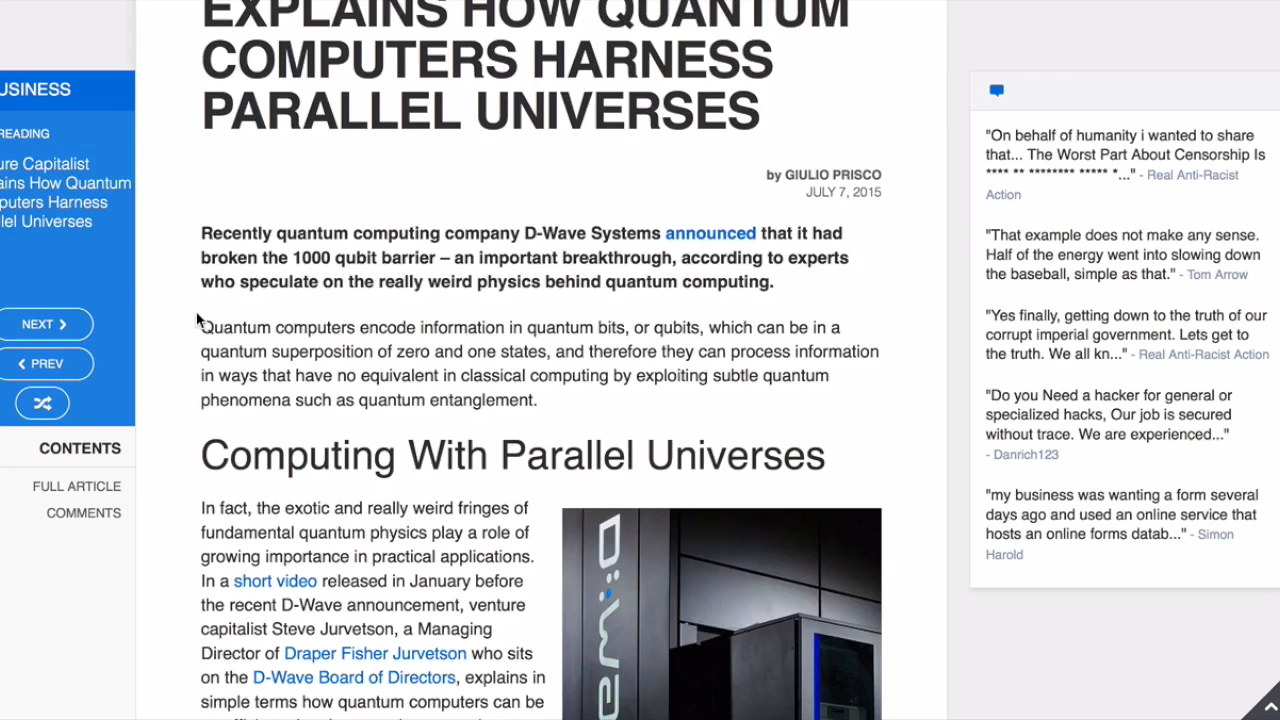 EXPLAINS HOW QUANTUM
COMPUTERS HARNESS
PARALLEL UNIVERSES
by GIULIO PRISCO
JULY 7, 2015
Recently quantum computing company D-Wave Systems announced that it had
broken the 1000 qubit barrier – an important breakthrough, according to experts
who speculate on the really weird physics behind quantum computing.
Quantum computers encode information in quantum bits, or qubits, which can be in a
quantum superposition of zero and one states, and therefore they can process information
in ways that have no equivalent in classical computing by exploiting subtle quantum
phenomena such as quantum entanglement.
Computing With Parallel Universes
In fact, the exotic and really weird fringes of
fundamental quantum physics play a role of
growing importance in practical applications.
In a short video released in January before
the recent D-Wave announcement, venture
capitalist Steve Jurvetson, a Managing
Director of Draper Fisher Jurvetson who sits
on the D-Wave Board of Directors, explains in
simple terms how quantum computers can be
D:Wave
USINESS
READING
ure Capitalist
ains How Quantum
puters Harness
lel Universes
NEXT
PREV
CONTENTS
FULL ARTICLE
COMMENTS
"On behalf of humanity i wanted to share
that... The Worst Part About Censorship Is
**** ** ******** ***** *..." - Real Anti-Racist
Action
"That example does not make any sense.
Half of the energy went into slowing down
the baseball, simple as that." - Tom Arrow
"Yes finally, getting down to the truth of our
corrupt imperial government. Lets get to
the truth. We all kn..." - Real Anti-Racist Action
"Do you Need a hacker for general or
specialized hacks, Our job is secured
without trace. We are experienced..."
- Danrich123
"my business was wanting a form several
days ago and used an online service that
hosts an online forms datab..." - Simon
Harold